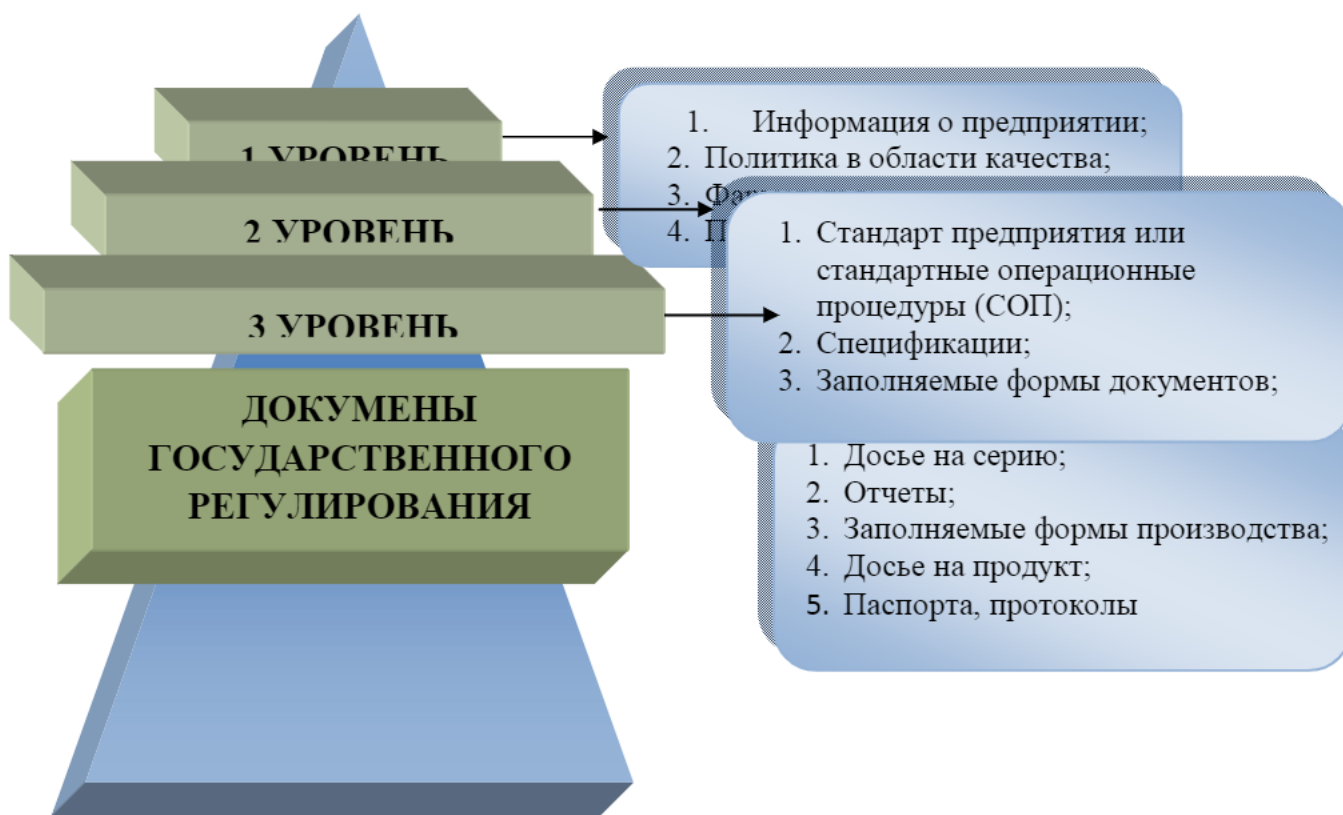 1 УРОВЕНЬ
2 УРОВЕНЬ
3 УРОВЕНЬ
ДОКУМЕНЫ
ГОСУДАРСТВЕННОГО
РЕГУЛИРОВАНИЯ
1. Информация о предприятии;
2. Политика в области качества;
3.
4.
1. Стандарт предприятия или
стандартные операционные
процедуры (СОП);
2. Спецификации;
3. Заполняемые формы документов;
1. Досье на серию;
2. Отчеты;
3. Заполняемые формы производства;
4. Досье на продукт;
5. Паспорта, протоколы